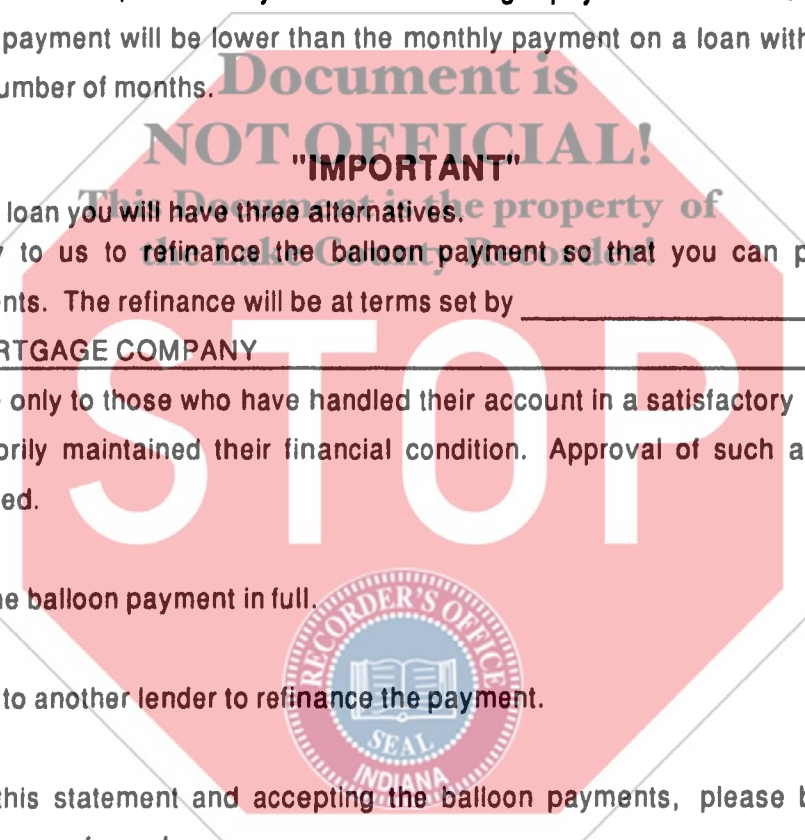 payment will be lower than the monthly payment on a loan with
umber of months.
Document is
NOT OFFICIAL!
"IMPORTANT"
This Document is the property of
the Lake County Recorder!
loan you will have three alternatives.
to us to refinance the balloon payment so that you can p
nts. The refinance will be at terms set by
RTGAGE COMPANY
only to those who have handled their account in a satisfactory
orily maintained their financial condition. Approval of such a
ed.
STOP
e balloon payment in full.
to another lender to refinance the payment.
this statement and accepting the balloon payments, please b
RECORDER'S OFFICE
SEAL
INDIANA